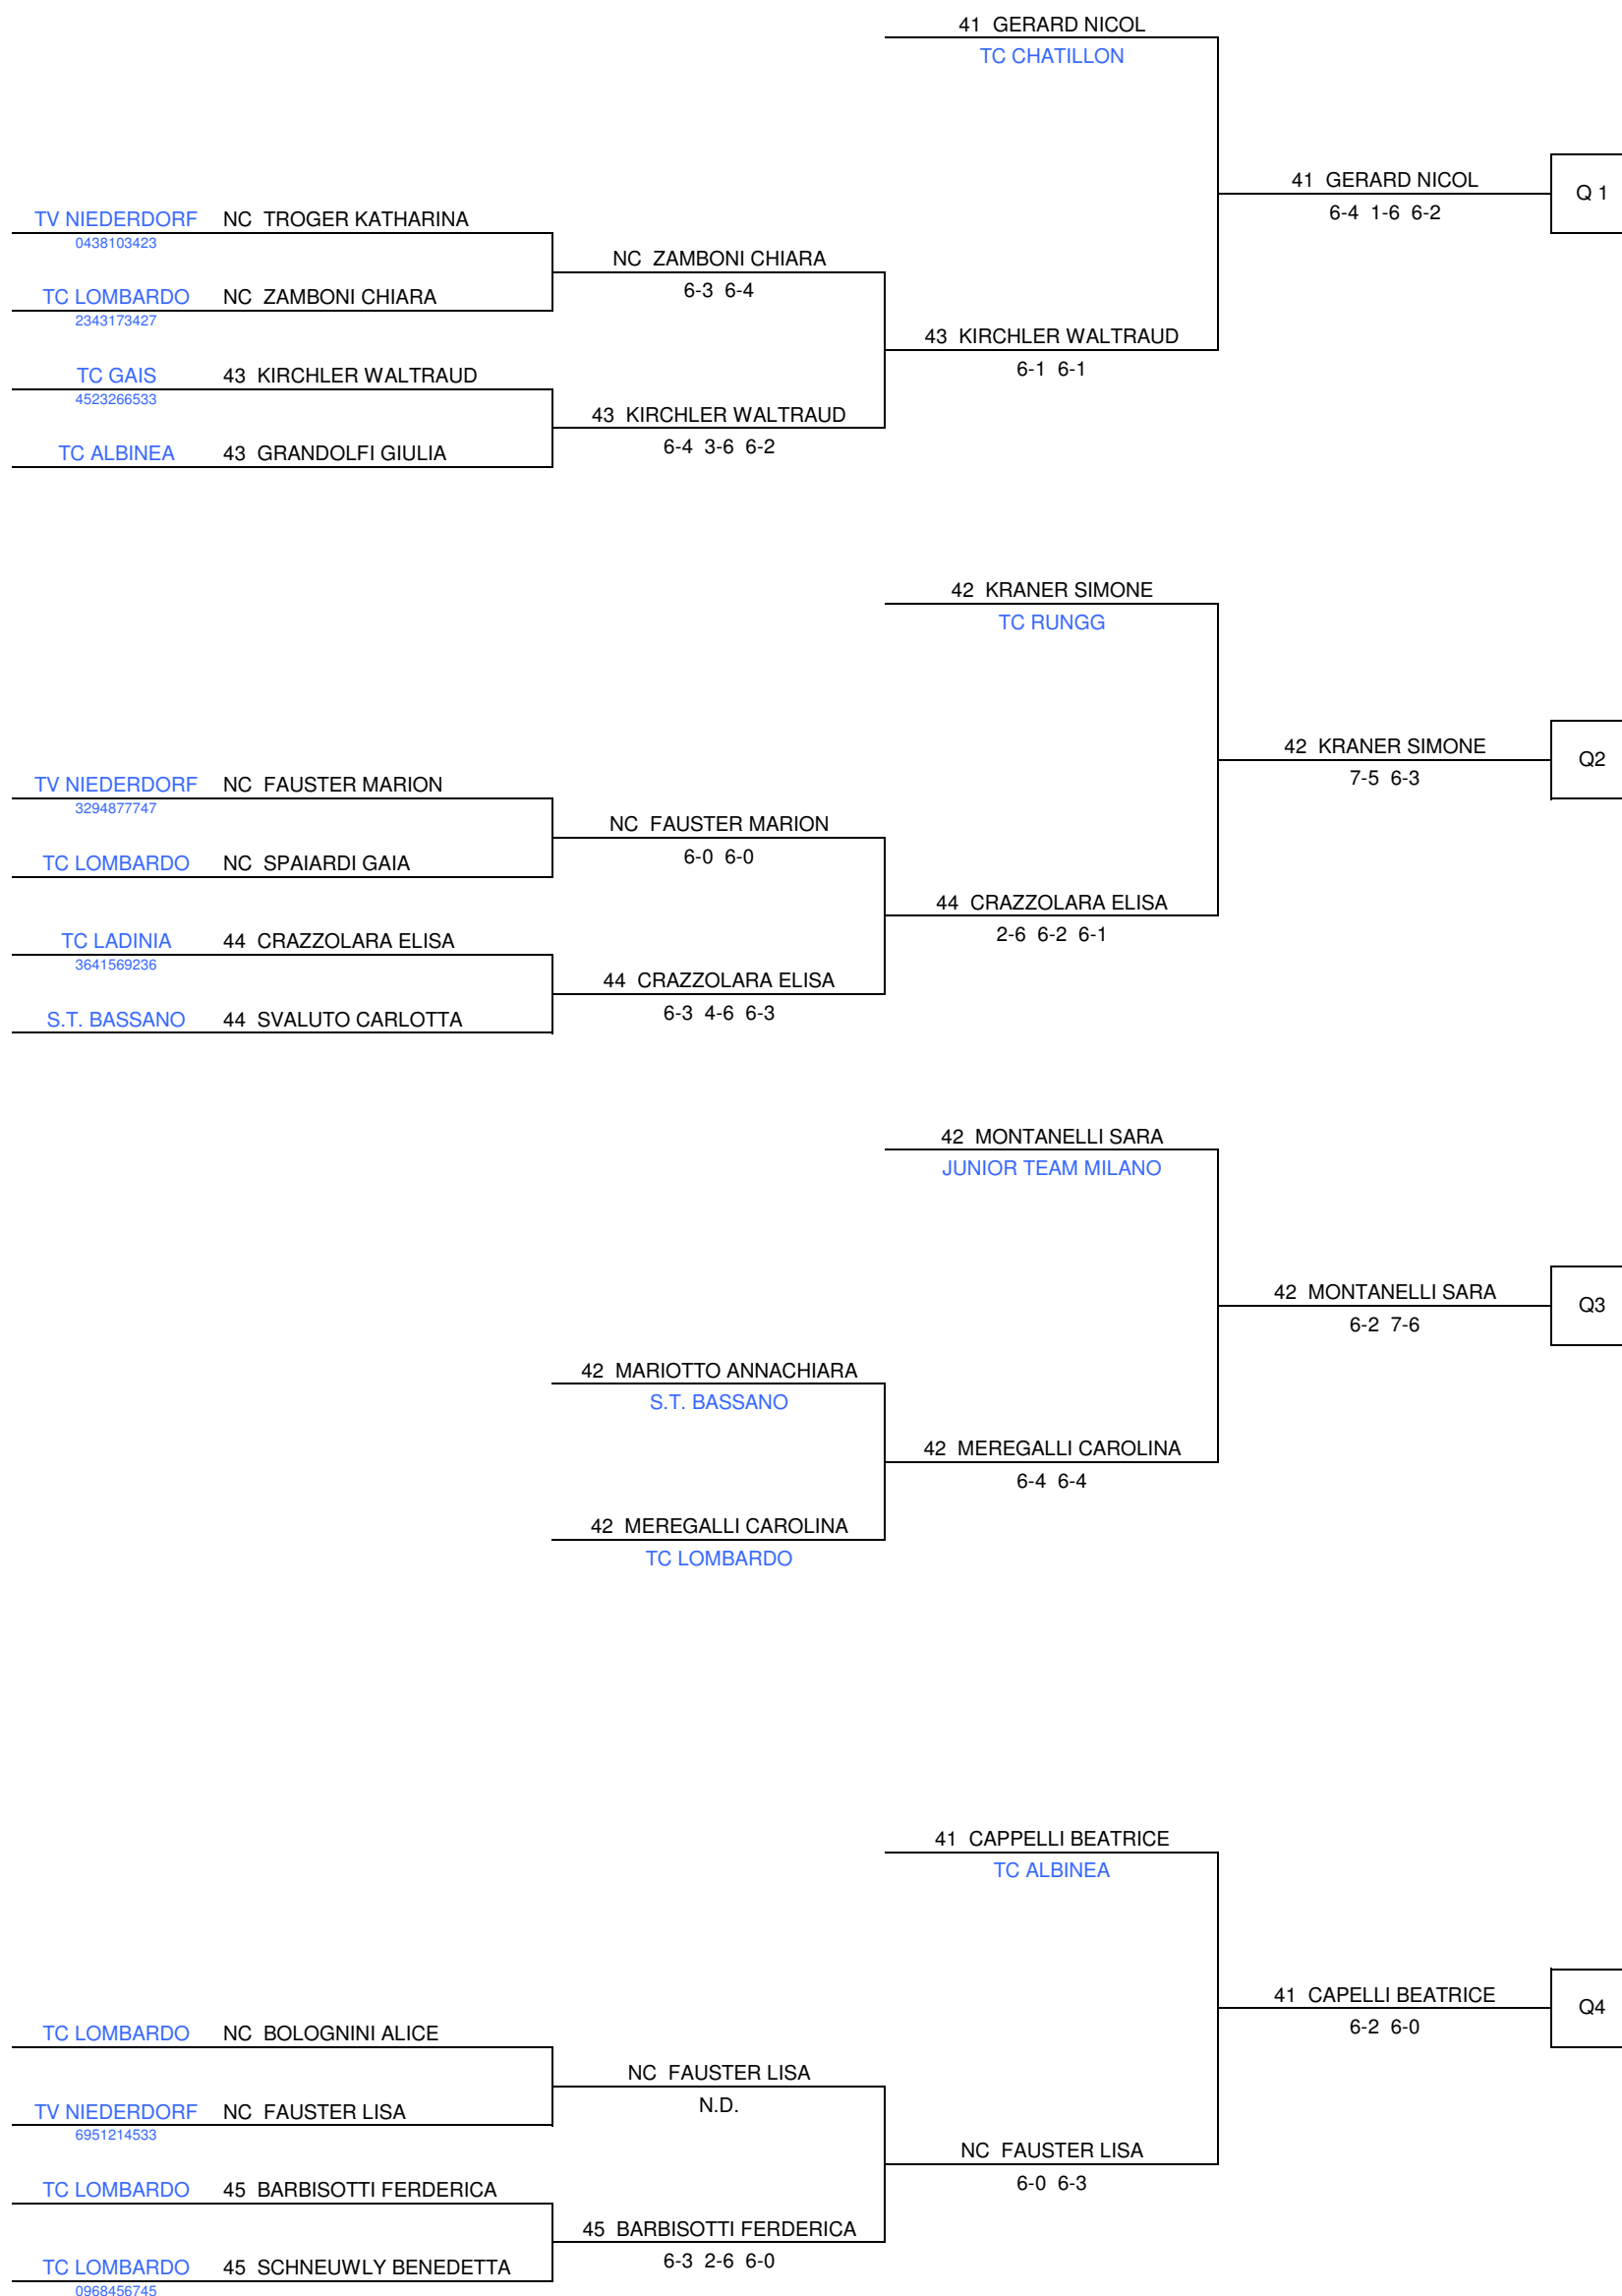 41 GERARD NICOL
TC CHATILLON
41 GERARD NICOL
Q 1
6-4 1-6 6-2
TV NIEDERDORF NC TROGER KATHARINA
0438103423
NC ZAMBONI CHIARA
6-3 6-4
TC LOMBARDO NC ZAMBONI CHIARA
2343173427
43 KIRCHLER WALTRAUD
6-1 6-1
TC GAIS 43 KIRCHLER WALTRAUD
4523266533
43 KIRCHLER WALTRAUD
6-4 3-6 6-2
TC ALBINEA 43 GRANDOLFI GIULIA
42 KRANER SIMONE
TC RUNGG
42 KRANER SIMONE
Q2
7-5 6-3
TV NIEDERDORF NC FAUSTER MARION
3294877747
NC FAUSTER MARION
6-0 6-0
TC LOMBARDO NC SPAIARDI GAIA
44 CRAZZOLARA ELISA
2-6 6-2 6-1
TC LADINIA 44 CRAZZOLARA ELISA
3641569236
44 CRAZZOLARA ELISA
6-3 4-6 6-3
S.T. BASSANO 44 SVALUTO CARLOTTA
42 MONTANELLI SARA
JUNIOR TEAM MILANO
42 MONTANELLI SARA
Q3
6-2 7-6
42 MARIOTTO ANNACHIARA
S.T. BASSANO
42 MEREGALLI CAROLINA
6-4 6-4
42 MEREGALLI CAROLINA
TC LOMBARDO
41 CAPPELLI BEATRICE
TC ALBINEA
41 CAPELLI BEATRICE
Q4
6-2 6-0
TC LOMBARDO NC BOLOGNINI ALICE
NC FAUSTER LISA
N.D.
TV NIEDERDORF NC FAUSTER LISA
6951214533
NC FAUSTER LISA
6-0 6-3
TC LOMBARDO 45 BARBISOTTI FERDERICA
45 BARBISOTTI FERDERICA
6-3 2-6 6-0
TC LOMBARDO 45 SCHNEUWLY BENEDETTA
0968456745